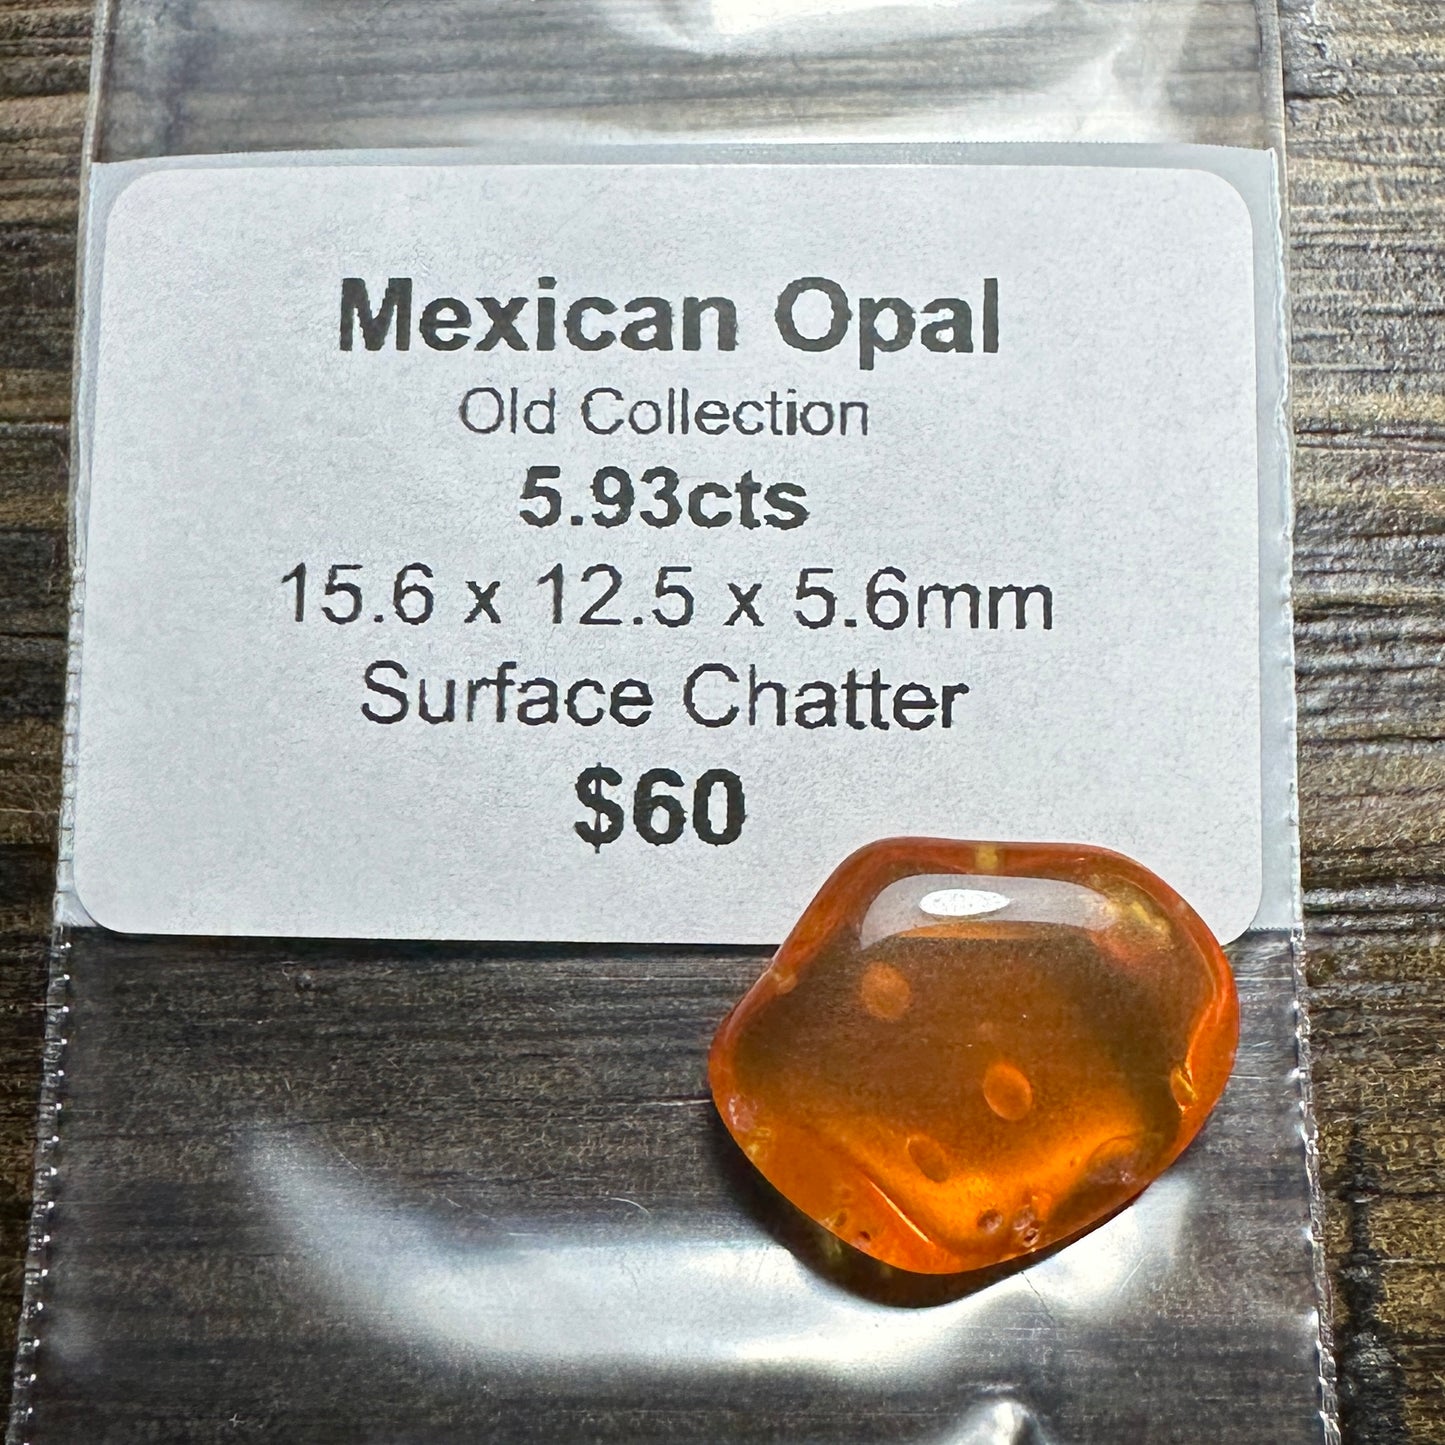 Mexican Opal
Old Collection
5.93cts
15.6 x 12.5 x 5.6mm
Surface Chatter
$60